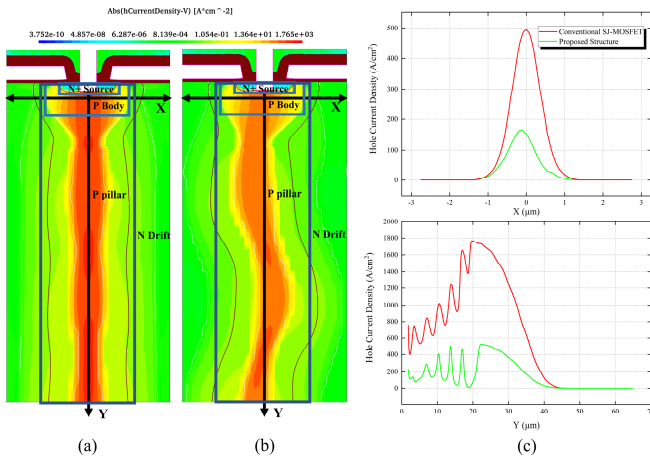 Abs(hCurrentDensity-V) [A*cm^-2]
3.752e-10 4.857e-08 6.287e-06 8.139e-04 1.054e-01 1.364e+01 1.765e+03
N+ Source
P Body
X
P pillar
N Drift
Y
(a)
N+ Source
P Body
X
P pillar
N Drift
Y
(b)
Conventional SJ-MOSFET
Proposed Structure
Hole Current Density (A/cm²)
500
400
300
200
100
0
-3 -2 -1 0 1 2 3
X (μm)
Hole Current Density (A/cm²)
2000
1800
1600
1400
1200
1000
800
600
400
200
0
0 10 20 30 40 50 60 70
Y (μm)
(c)